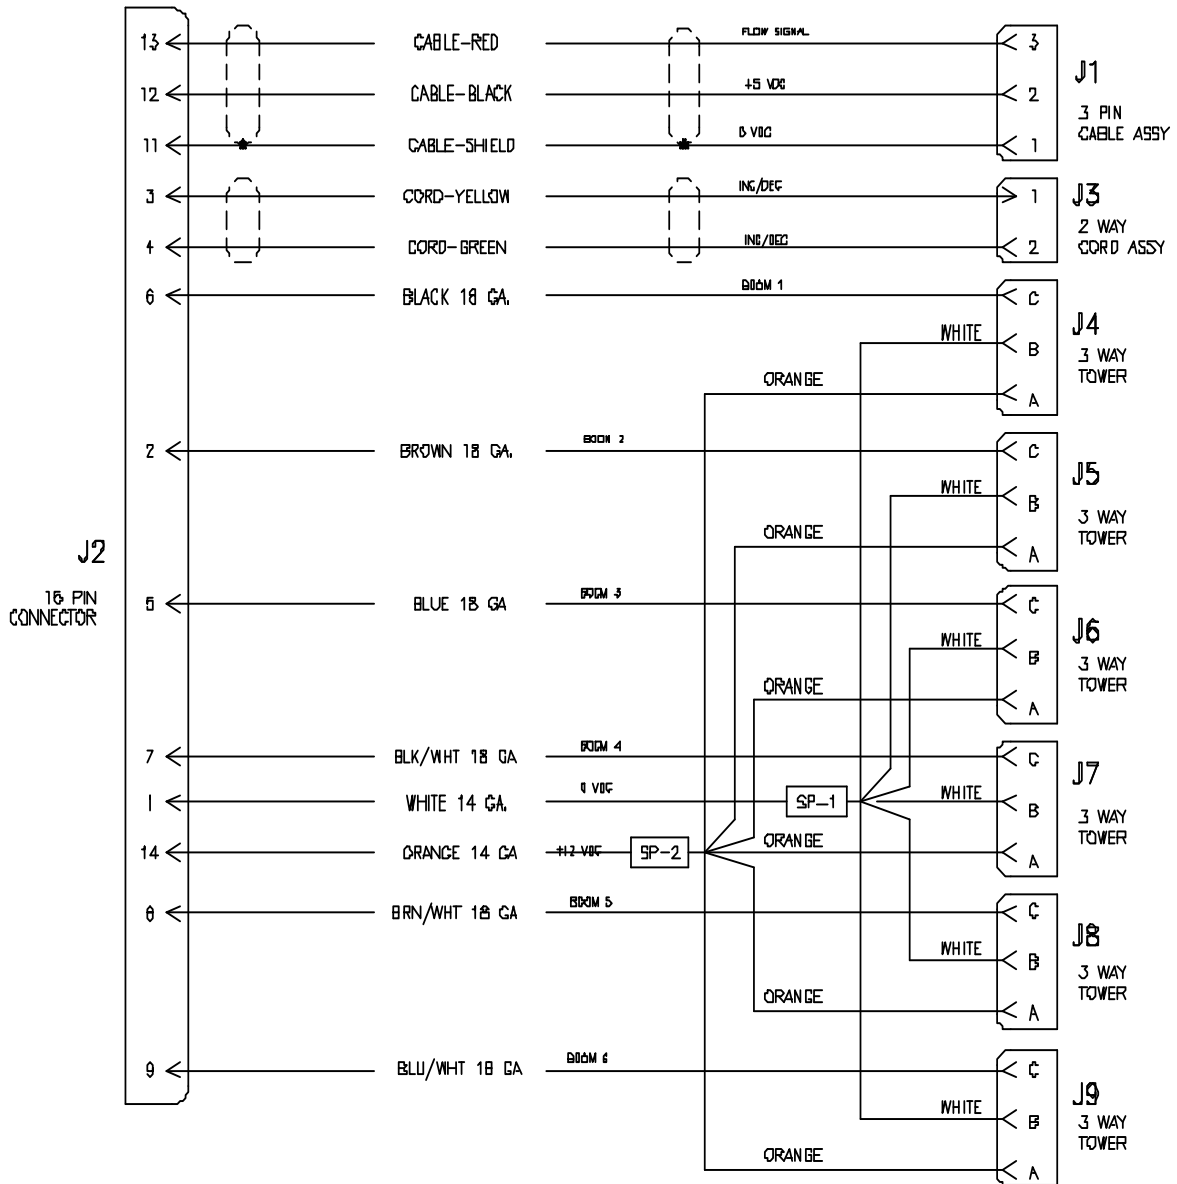 13 CABLE-RED FLOW SIGNAL 3
J1
12 CABLE-BLACK +5 VDC 2
3 PIN
CABLE ASSY
11 CABLE-SHIELD 0 VDC 1
3 CORD-YELLOW INC/DEC 1
J3
2 WAY
CORD ASSY
4 CORD-GREEN INC/DEC 2
6 BLACK 18 GA. BOOM 1 C
J4
WHITE B
3 WAY
TOWER
ORANGE A
2 BROWN 18 GA. BOOM 2 C
J5
WHITE B
3 WAY
TOWER
ORANGE A
J2
16 PIN
CONNECTOR
5 BLUE 18 GA BOOM 3 C
J6
WHITE B
3 WAY
TOWER
ORANGE A
7 BLK/WHT 18 GA BOOM 4 C
J7
1 WHITE 14 GA. 0 VDC SP-1 WHITE B
3 WAY
TOWER
14 ORANGE 14 GA +12 VDC SP-2 ORANGE A
8 BRN/WHT 18 GA BOOM 5 C
J8
WHITE B
3 WAY
TOWER
ORANGE A
9 BLU/WHT 18 GA BOOM 6 C
J9
WHITE B
3 WAY
TOWER
ORANGE A